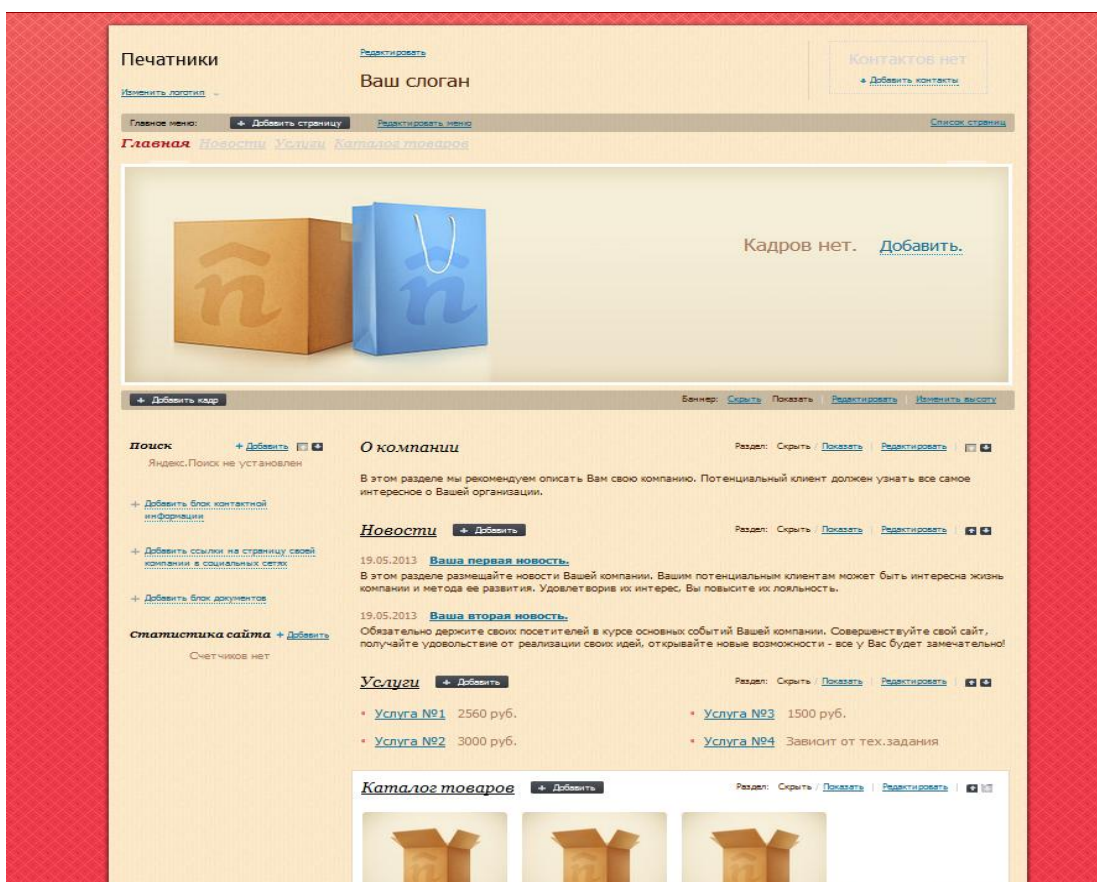 Печатники
Редактировать
Ваш слоган
Контактов нет
+ Добавить контакты
Изменить логотип
Главное меню: + Добавить страницу Редактировать меню Список страниц
Главная Новости Услуги Каталог товаров
Кадров нет. Добавить.
+ Добавить кадр Баннер: Скрыть Показать | Редактировать | Изменить высоту
Поиск + Добавить
Яндекс.Поиск не установлен
+ Добавить блок контактной
информации
+ Добавить ссылки на страницу своей
компании в социальных сетях
+ Добавить блок документов
Статистика сайта + Добавить
Счетчиков нет
О компании Раздел: Скрыть / Показать | Редактировать |
В этом разделе мы рекомендуем описать Вам свою компанию. Потенциальный клиент должен узнать все самое
интересное о Вашей организации.
Новости + Добавить Раздел: Скрыть / Показать | Редактировать |
19.05.2013 Ваша первая новость.
В этом разделе размещайте новости Вашей компании. Вашим потенциальным клиентам может быть интересна жизнь
компании и метода ее развития. Удовлетворив их интерес, Вы повысите их лояльность.
19.05.2013 Ваша вторая новость.
Обязательно держите своих посетителей в курсе основных событий Вашей компании. Совершенствуйте свой сайт,
получайте удовольствие от реализации своих идей, открывайте новые возможности - все у Вас будет замечательно!
Услуги + Добавить Раздел: Скрыть / Показать | Редактировать |
• Услуга №1 2560 руб. • Услуга №3 1500 руб.
• Услуга №2 3000 руб. • Услуга №4 Зависит от тех.задания
Каталог товаров + Добавить Раздел: Скрыть / Показать | Редактировать |